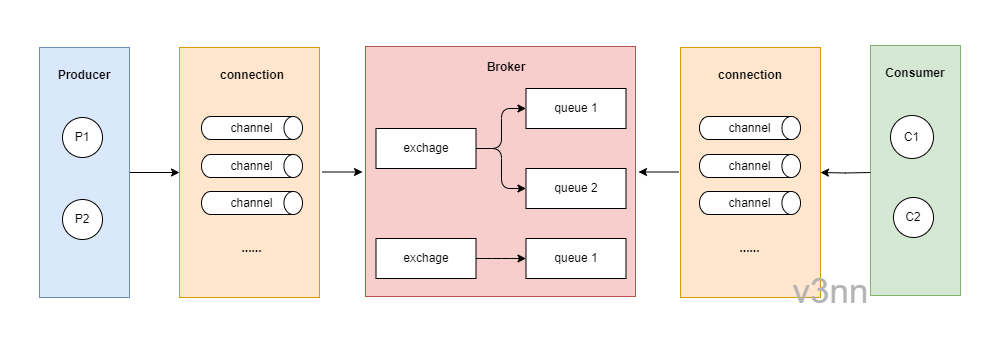 Producer
P1
P2
connection
channel
channel
channel
......
Broker
exchage
queue 1
queue 2
exchage
queue 1
connection
channel
channel
channel
......
Consumer
C1
C2
v3nn